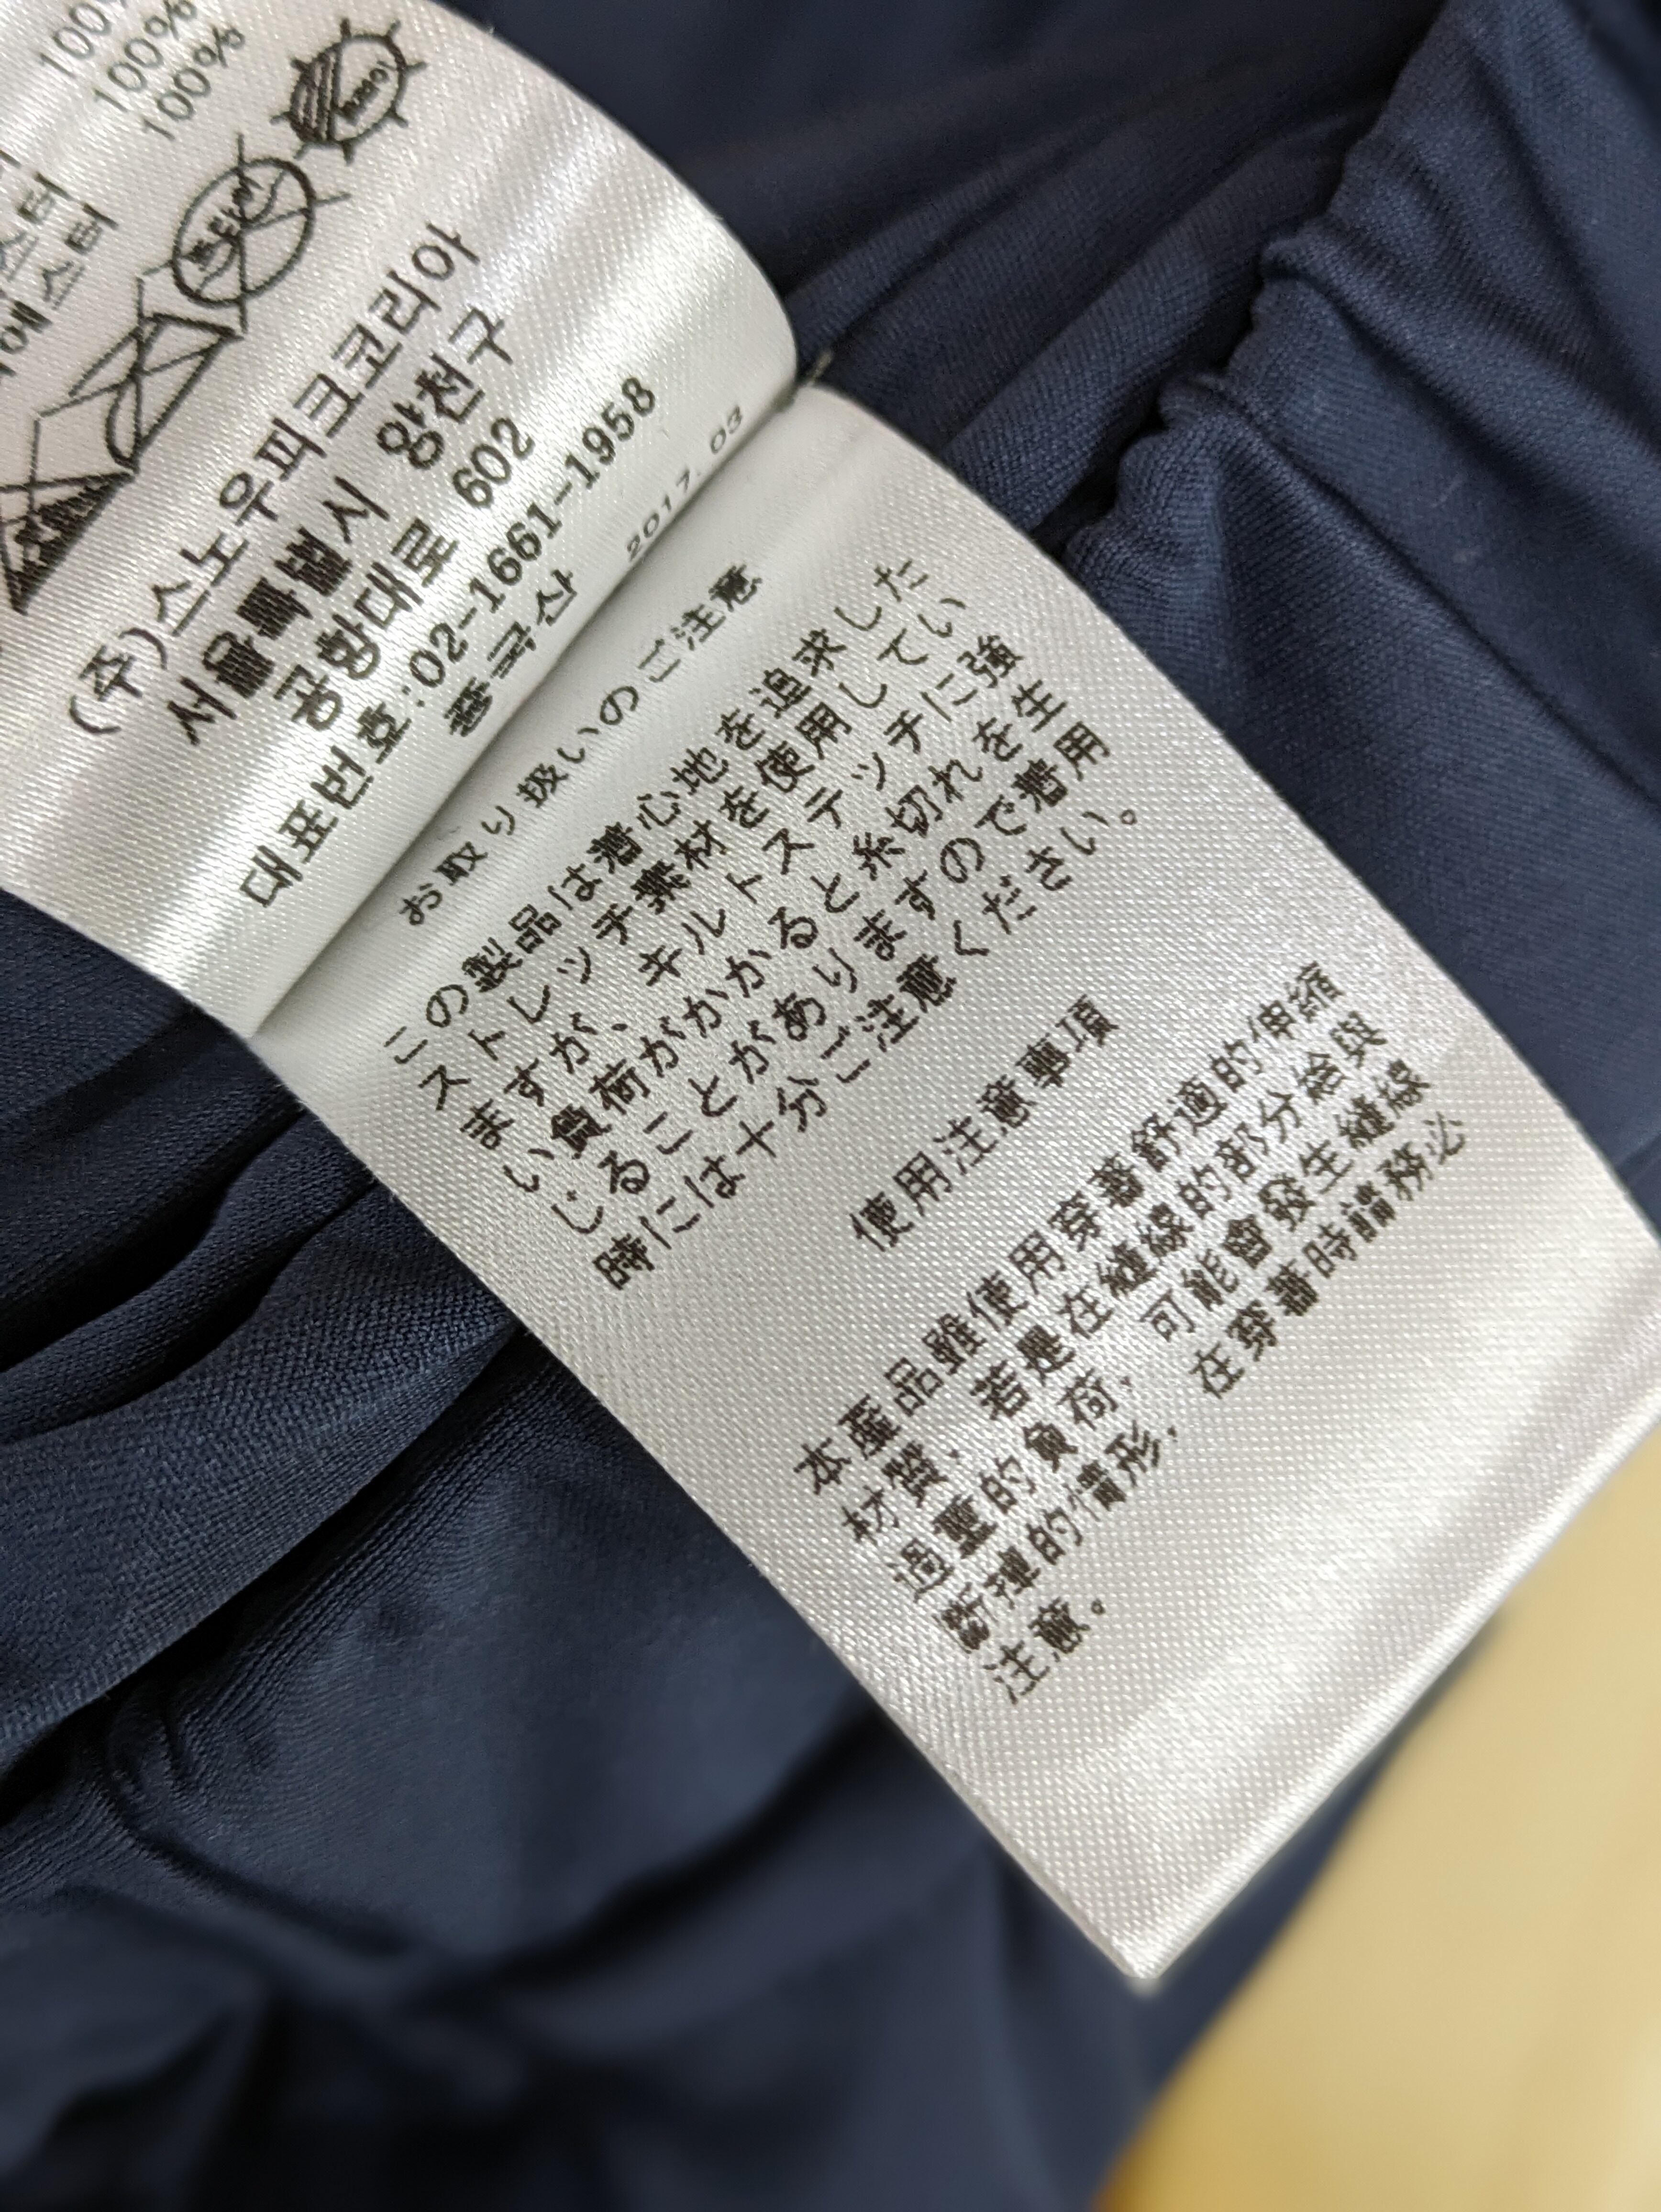 100%
100%
100%
스터
에스터
(주)스노우피크코리아
서울특별시 양천구
공항대로 602
대표번호:02-1661-1958
중국산
2017.03
お取り扱いのご注意
この製品は着心地を追求した
ストレッチ素材を使用してい
ますが、キルトステッチに強
い負荷がかかると糸切れを生
じることがありますので着用
時には十分ご注意ください。
使用注意事項
本產品雖使用穿著舒適的伸縮
材質，若是在縫線的部分給與
過重的負荷，可能會發生縫線
斷裡的情形，在穿著時請務必
注意。